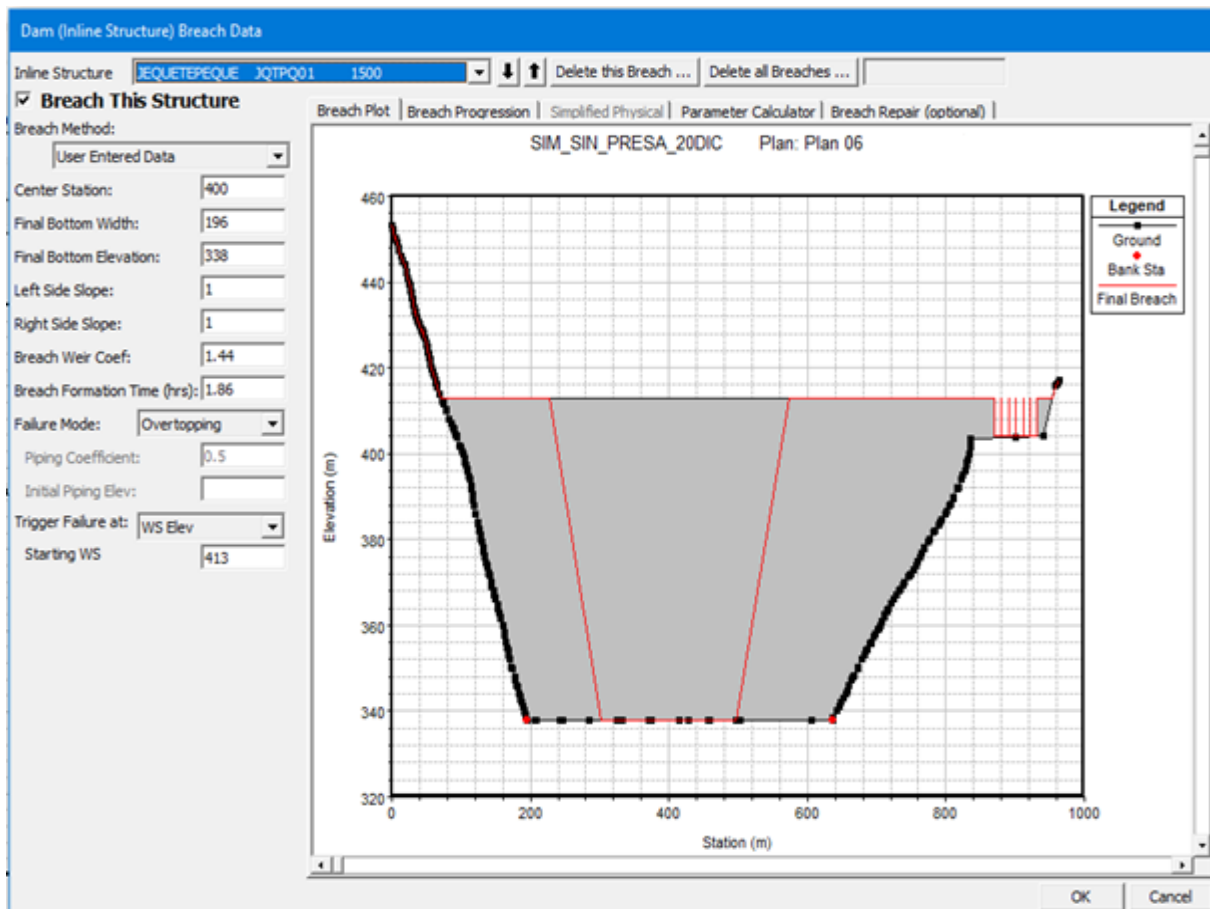 Dam (Inline Structure) Breach Data
Inline Structure JEQUETEPEQUE JQTPQ01 1500 Delete this Breach ... Delete all Breaches ...
Breach This Structure
Breach Method:
User Entered Data
Center Station: 400
Final Bottom Width: 196
Final Bottom Elevation: 338
Left Side Slope: 1
Right Side Slope: 1
Breach Weir Coef: 1.44
Breach Formation Time (hrs): 1.86
Failure Mode: Overtopping
Piping Coefficient: 0.5
Initial Piping Elev:
Trigger Failure at: WS Elev
Starting WS 413
Breach Plot Breach Progression Simplified Physical Parameter Calculator Breach Repair (optional)
SIM_SIN_PRESA_20DIC Plan: Plan 06
460
440
420
400
380
360
340
320
Elevation (m)
0 200 400 600 800 1000
Station (m)
Legend
Ground
Bank Sta
Final Breach
OK Cancel